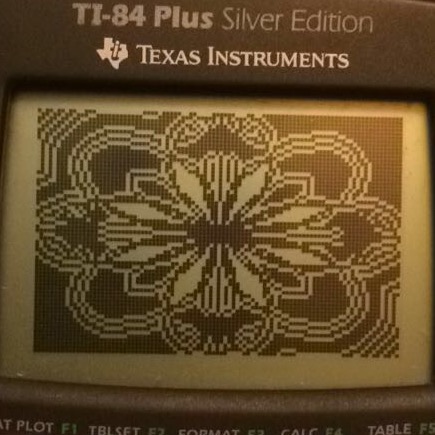 TI-84 Plus Silver Edition
TEXAS INSTRUMENTS
AT PLOT F1 TBLSET F2 FORMAT F3 CALC F4 TABLE F5